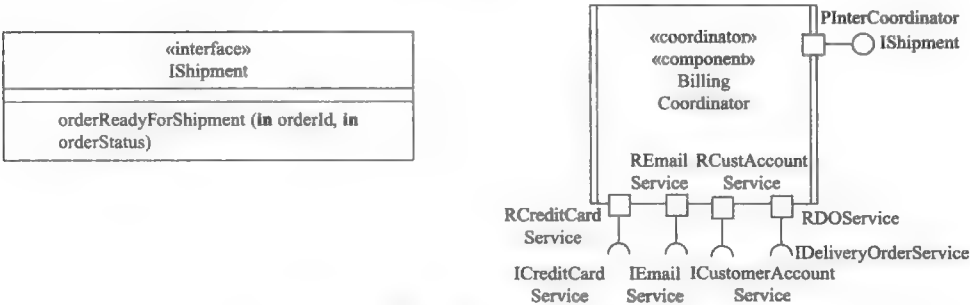 «interface»
IShipment
orderReadyForShipment (in orderId, in
orderStatus)
«coordinator»
«component»
Billing
Coordinator
PInterCoordinator
IShipment
REmail
Service
RCustAccount
Service
RCreditCard
Service
RDOService
IDeliveryOrderService
ICreditCard
Service
IEmail
Service
ICustomerAccount
Service